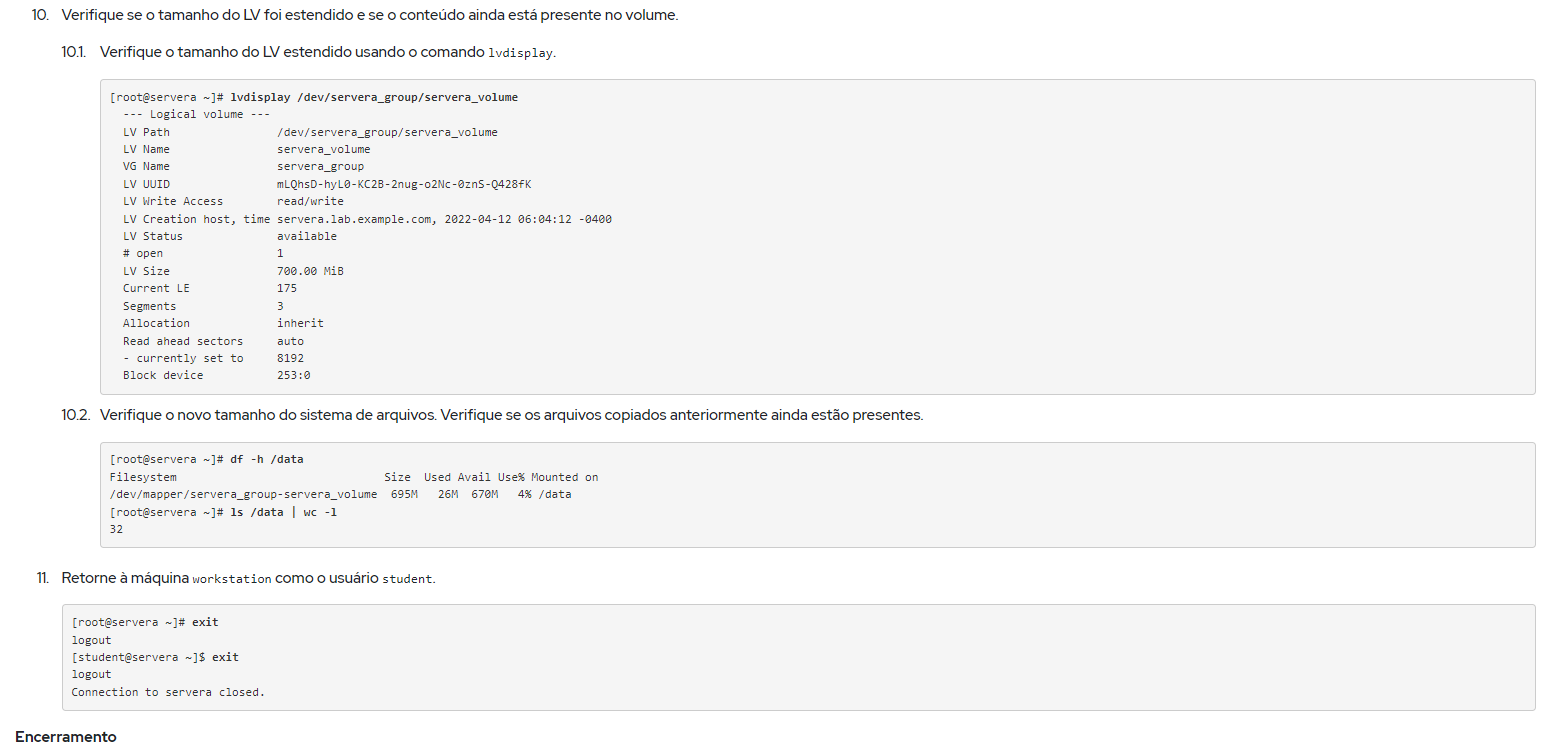 10. Verifique se o tamanho do LV foi estendido e se o conteúdo ainda está presente no volume.
10.1. Verifique o tamanho do LV estendido usando o comando lvdisplay.
[root@servera ~]# lvdisplay /dev/servera_group/servera_volume
--- Logical volume ---
LV Path /dev/servera_group/servera_volume
LV Name servera_volume
VG Name servera_group
LV UUID mLQhsD-hyL0-KC2B-2nug-o2Nc-0znS-Q428fK
LV Write Access read/write
LV Creation host, time servera.lab.example.com, 2022-04-12 06:04:12 -0400
LV Status available
# open 1
LV Size 700.00 MiB
Current LE 175
Segments 3
Allocation inherit
Read ahead sectors auto
- currently set to 8192
Block device 253:0
10.2. Verifique o novo tamanho do sistema de arquivos. Verifique se os arquivos copiados anteriormente ainda estão presentes.
[root@servera ~]# df -h /data
Filesystem Size Used Avail Use% Mounted on
/dev/mapper/servera_group-servera_volume 695M 26M 670M 4% /data
[root@servera ~]# ls /data | wc -l
32
11. Retorne à máquina workstation como o usuário student.
[root@servera ~]# exit
logout
[student@servera ~]$ exit
logout
Connection to servera closed.
Encerramento